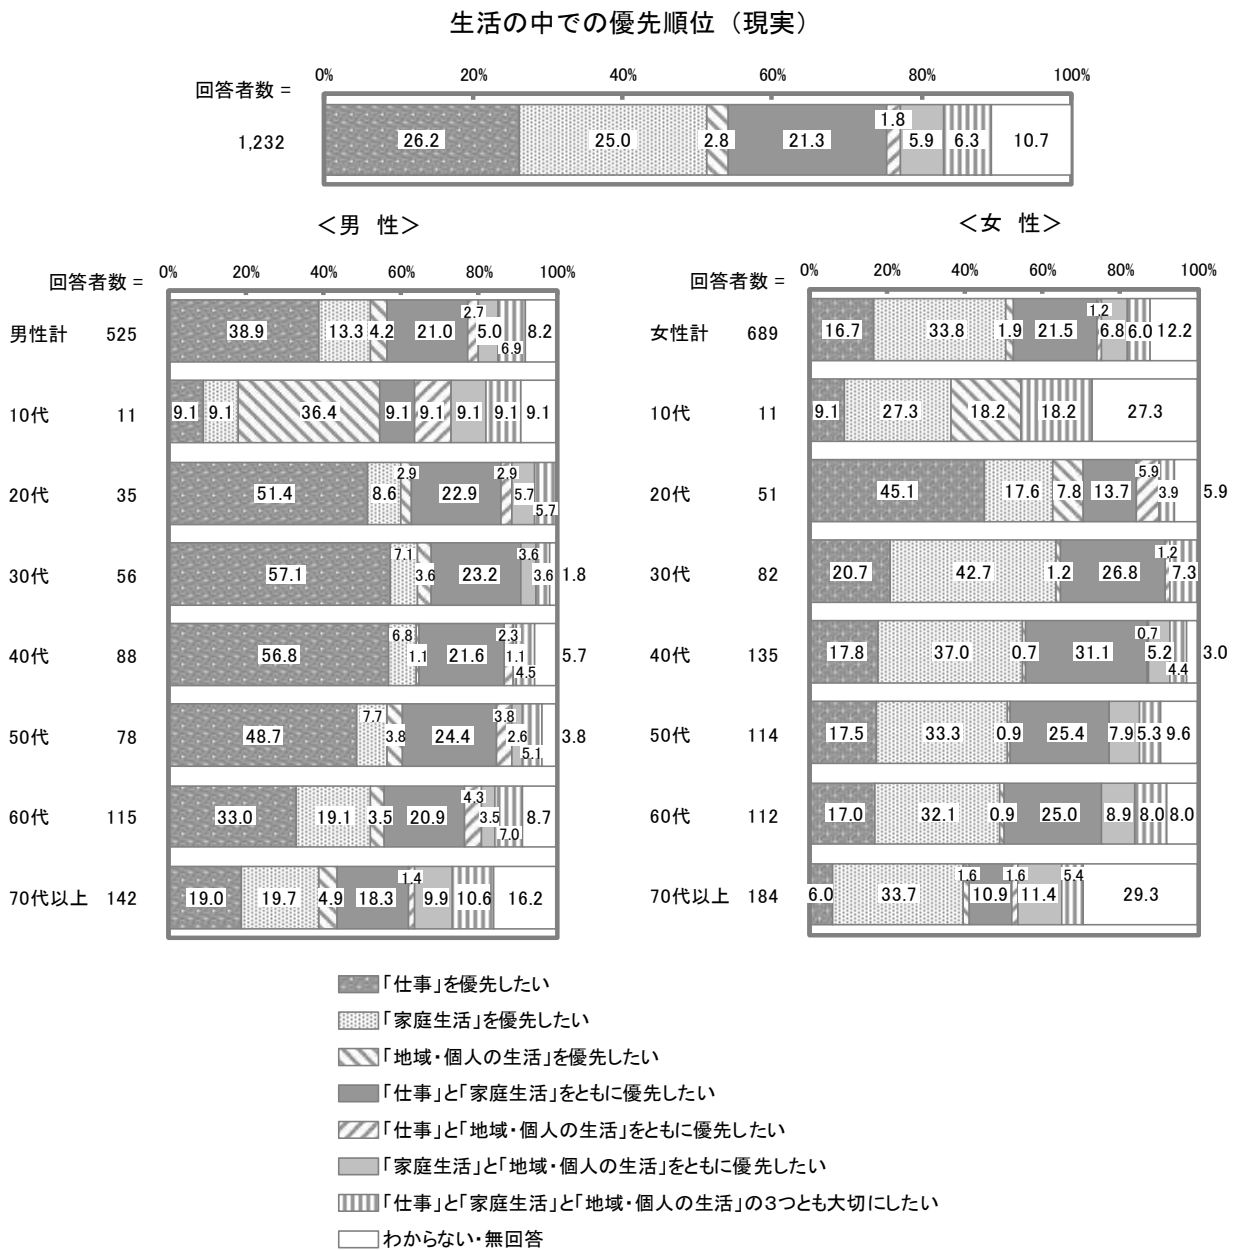 生活の中での優先順位（現実）
0% 20% 40% 60% 80% 100%
回答者数 =
1,232 26.2 25.0 2.8 21.3 1.8 5.9 6.3 10.7
＜男 性＞
0% 20% 40% 60% 80% 100%
回答者数 =
男性計 525 38.9 13.3 4.2 21.0 2.7 5.0 6.9 8.2
10代 11 9.1 9.1 36.4 9.1 9.1 9.1 9.1 9.1
20代 35 51.4 8.6 2.9 22.9 2.9 5.7 5.7
30代 56 57.1 7.1 3.6 23.2 3.6 3.6 1.8
40代 88 56.8 6.8 1.1 21.6 2.3 1.1 4.5 5.7
50代 78 48.7 7.7 3.8 24.4 3.8 2.6 5.1 3.8
60代 115 33.0 19.1 3.5 20.9 4.3 3.5 7.0 8.7
70代以上 142 19.0 19.7 4.9 18.3 1.4 9.9 10.6 16.2
＜女 性＞
0% 20% 40% 60% 80% 100%
回答者数 =
女性計 689 16.7 33.8 1.9 21.5 1.2 6.8 6.0 12.2
10代 11 9.1 27.3 18.2 18.2 27.3
20代 51 45.1 17.6 7.8 13.7 5.9 3.9 5.9
30代 82 20.7 42.7 1.2 26.8 1.2 7.3
40代 135 17.8 37.0 0.7 31.1 0.7 5.2 4.4 3.0
50代 114 17.5 33.3 0.9 25.4 7.9 5.3 9.6
60代 112 17.0 32.1 0.9 25.0 8.9 8.0 8.0
70代以上 184 6.0 33.7 1.6 10.9 1.6 11.4 5.4 29.3
「仕事」を優先したい
「家庭生活」を優先したい
「地域・個人の生活」を優先したい
「仕事」と「家庭生活」をともに優先したい
「仕事」と「地域・個人の生活」をともに優先したい
「家庭生活」と「地域・個人の生活」をともに優先したい
「仕事」と「家庭生活」と「地域・個人の生活」の３つとも大切にしたい
わからない・無回答